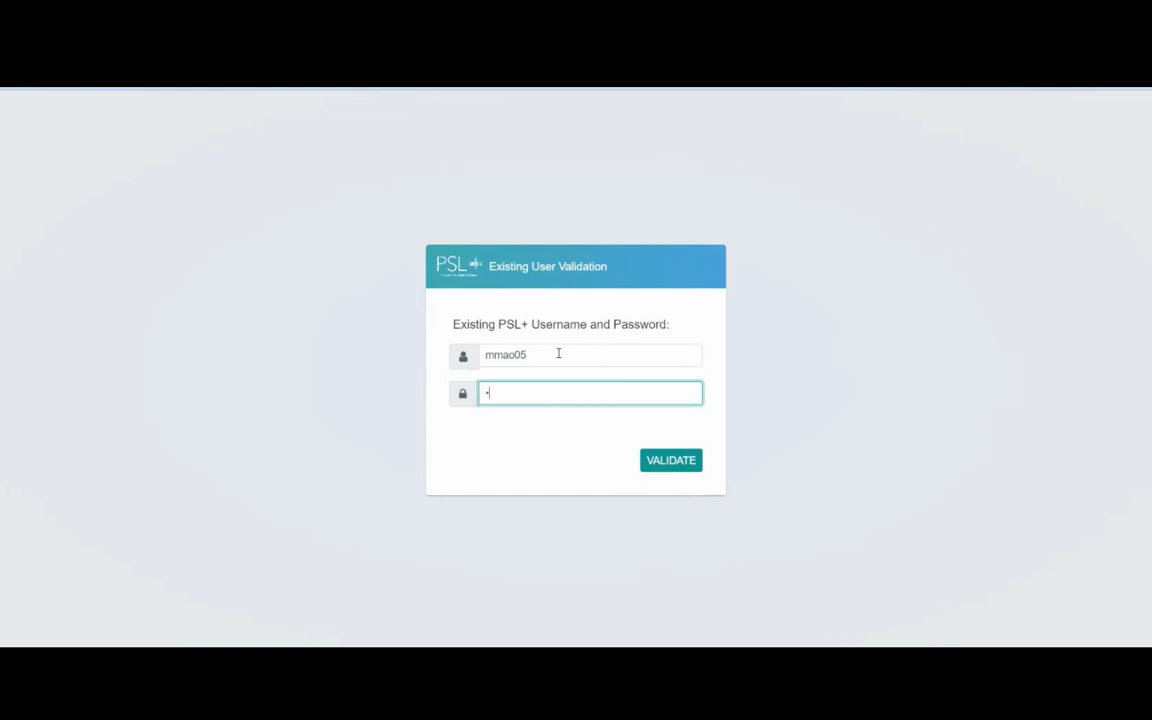 PSL+ Existing User Validation
Existing PSL+ Username and Password:
mmao05
VALIDATE